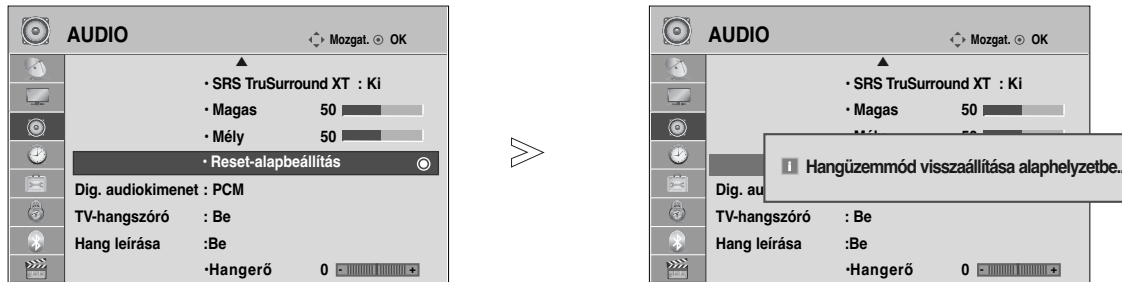 AUDIO
Mozgat. OK
• SRS TruSurround XT : Ki
• Magas 50
• Mély 50
• Reset-alapbeállítás
Dig. audiokimenet : PCM
TV-hangszóró : Be
Hang leírása :Be
•Hangerő 0 - +
AUDIO
Mozgat. OK
• SRS TruSurround XT : Ki
• Magas 50
i Hangüzemmód visszaállítása alaphelyzetbe..
Dig. au
TV-hangszóró : Be
Hang leírása :Be
•Hangerő 0 - +